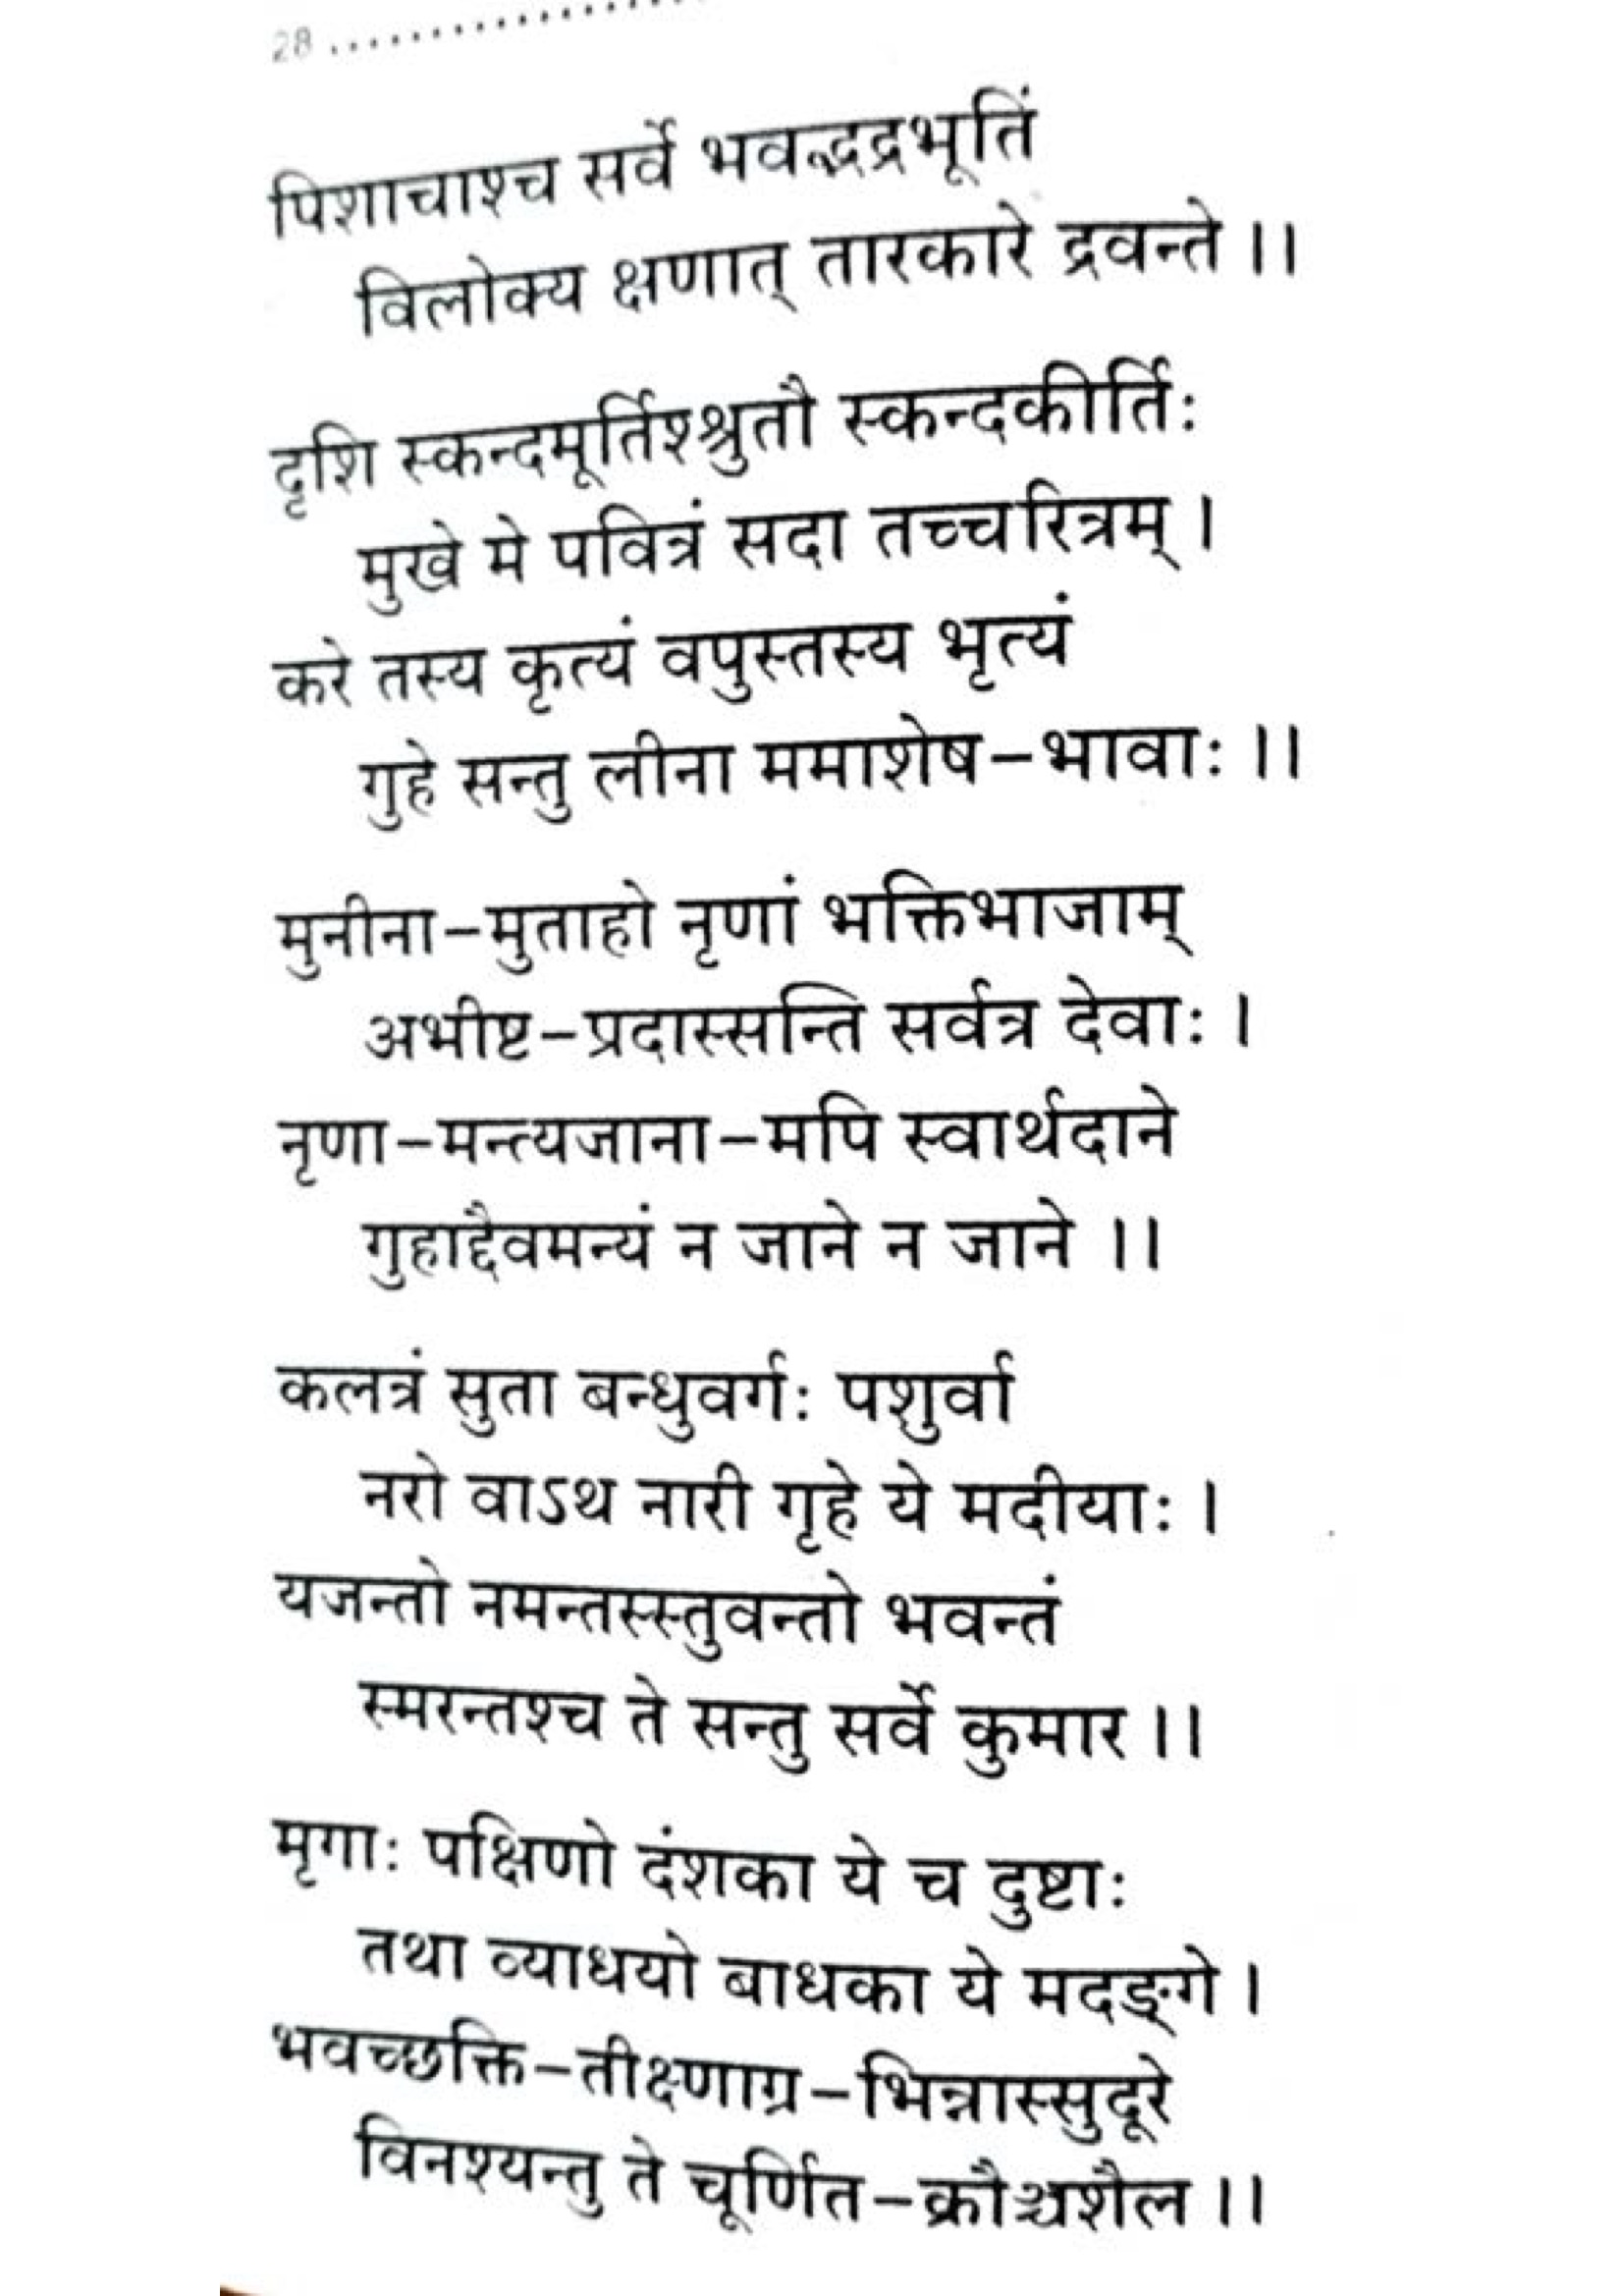 28 ..................
पिशाचाश्च सर्वे भवद्भद्रभूतिं
विलोक्य क्षणात् तारकारे द्रवन्ते ।।
दृशि स्कन्दमूर्तिश्श्रुतौ स्कन्दकीर्तिः
मुखे मे पवित्रं सदा तच्चरित्रम् ।
करे तस्य कृत्यं वपुस्तस्य भृत्यं
गुहे सन्तु लीना ममाशेष–भावाः ।।
मुनीना–मुताहो नृणां भक्तिभाजाम्
अभीष्ट–प्रदास्सन्ति सर्वत्र देवाः ।
नृणा–मन्त्यजाना–मपि स्वार्थदाने
गुहाद्दैवमन्यं न जाने न जाने ।।
कलत्रं सुता बन्धुवर्गः पशुर्वा
नरो वाऽथ नारी गृहे ये मदीयाः ।
यजन्तो नमन्तस्स्तुवन्तो भवन्तं
स्मरन्तश्च ते सन्तु सर्वे कुमार ।।
मृगाः पक्षिणो दंशका ये च दुष्टाः
तथा व्याधयो बाधका ये मदङ्गे ।
भवच्छक्ति–तीक्ष्णाग्र–भिन्नास्सुदूरे
विनश्यन्तु ते चूर्णित–क्रौञ्चशैल ।।